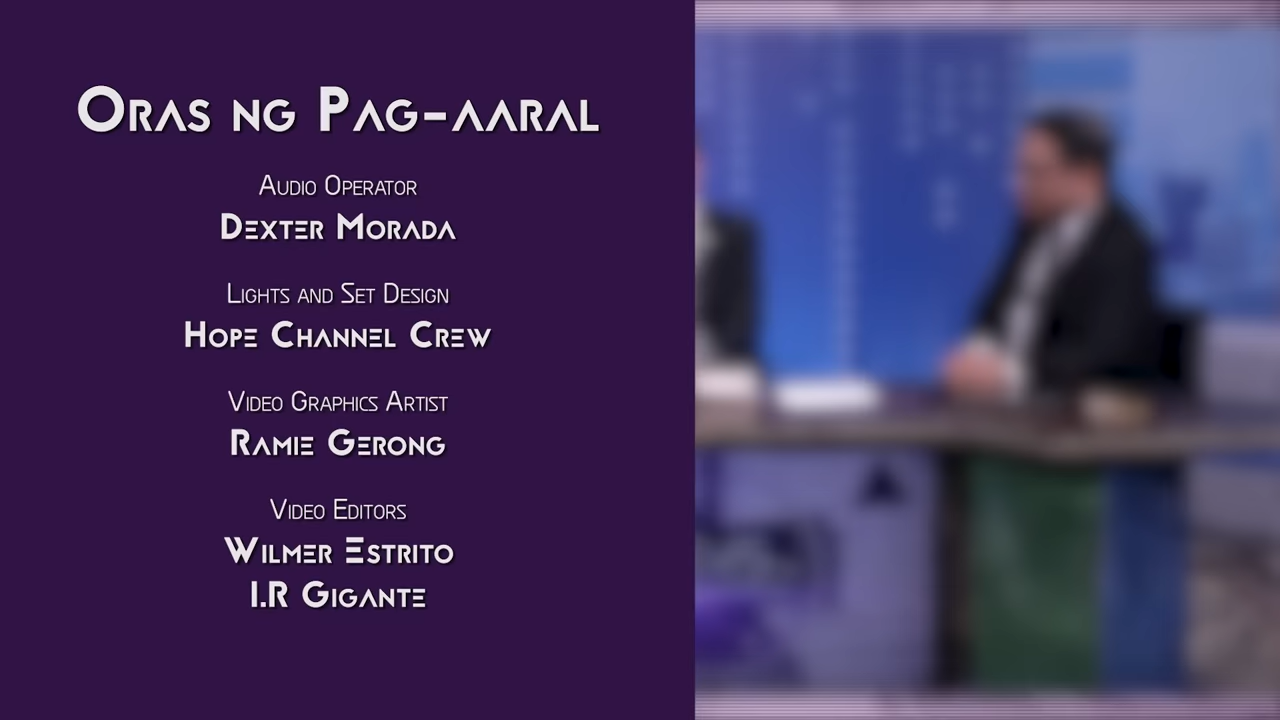 Oras ng Pag-aaral
Audio Operator
Dexter Morada
Lights and Set Design
Hope Channel Crew
Video Graphics Artist
Ramie Gerong
Video Editors
Wilmer Estrito
I.R Gigante